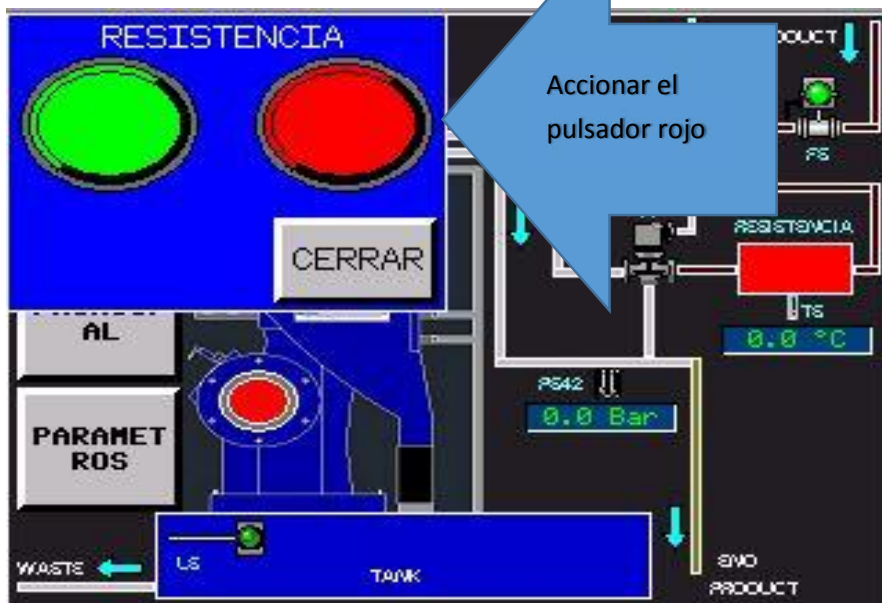 RESISTENCIA
Accionar el
pulsador rojo
CERRAR
FS
RESISTENCIA
TS
0.0 °C
AL
PS42
0.0 Bar
PARAMET
ROS
LS
TANK
WASTE
END
PRODUCT